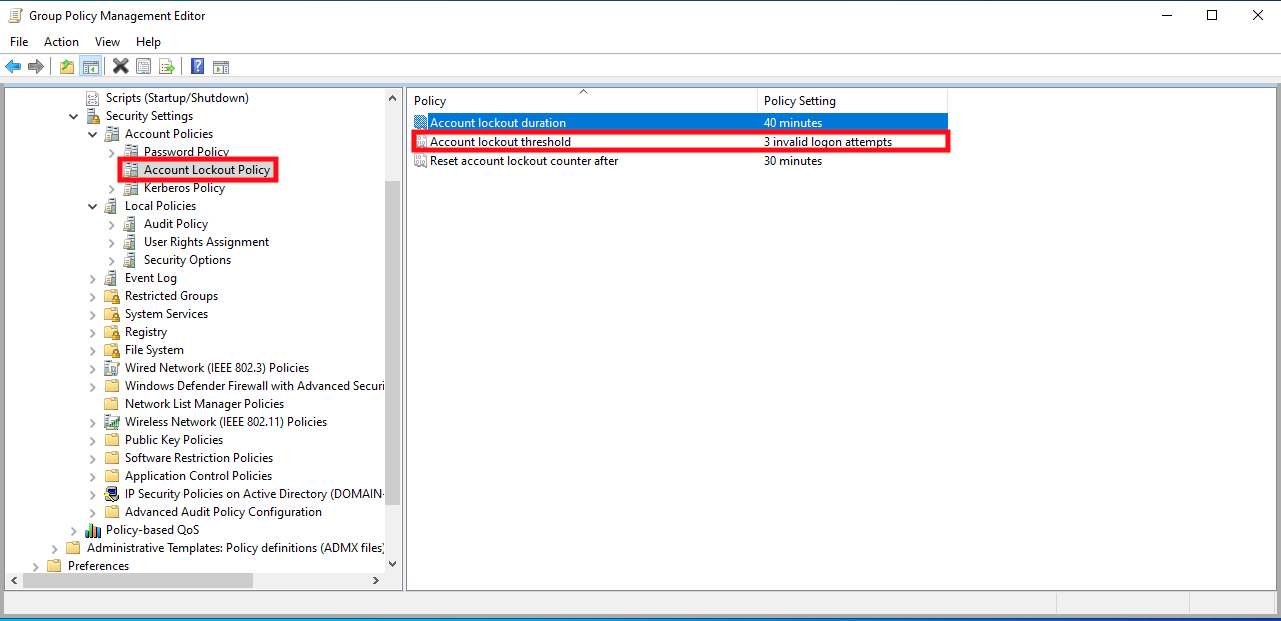 Group Policy Management Editor
File Action View Help
Scripts (Startup/Shutdown)
Security Settings
Account Policies
Password Policy
Account Lockout Policy
Kerberos Policy
Local Policies
Audit Policy
User Rights Assignment
Security Options
Event Log
Restricted Groups
System Services
Registry
File System
Wired Network (IEEE 802.3) Policies
Windows Defender Firewall with Advanced Securi
Network List Manager Policies
Wireless Network (IEEE 802.11) Policies
Public Key Policies
Software Restriction Policies
Application Control Policies
IP Security Policies on Active Directory (DOMAIN-
Advanced Audit Policy Configuration
Policy-based QoS
Administrative Templates: Policy definitions (ADMX files)
Preferences
Policy Policy Setting
Account lockout duration 40 minutes
Account lockout threshold 3 invalid logon attempts
Reset account lockout counter after 30 minutes